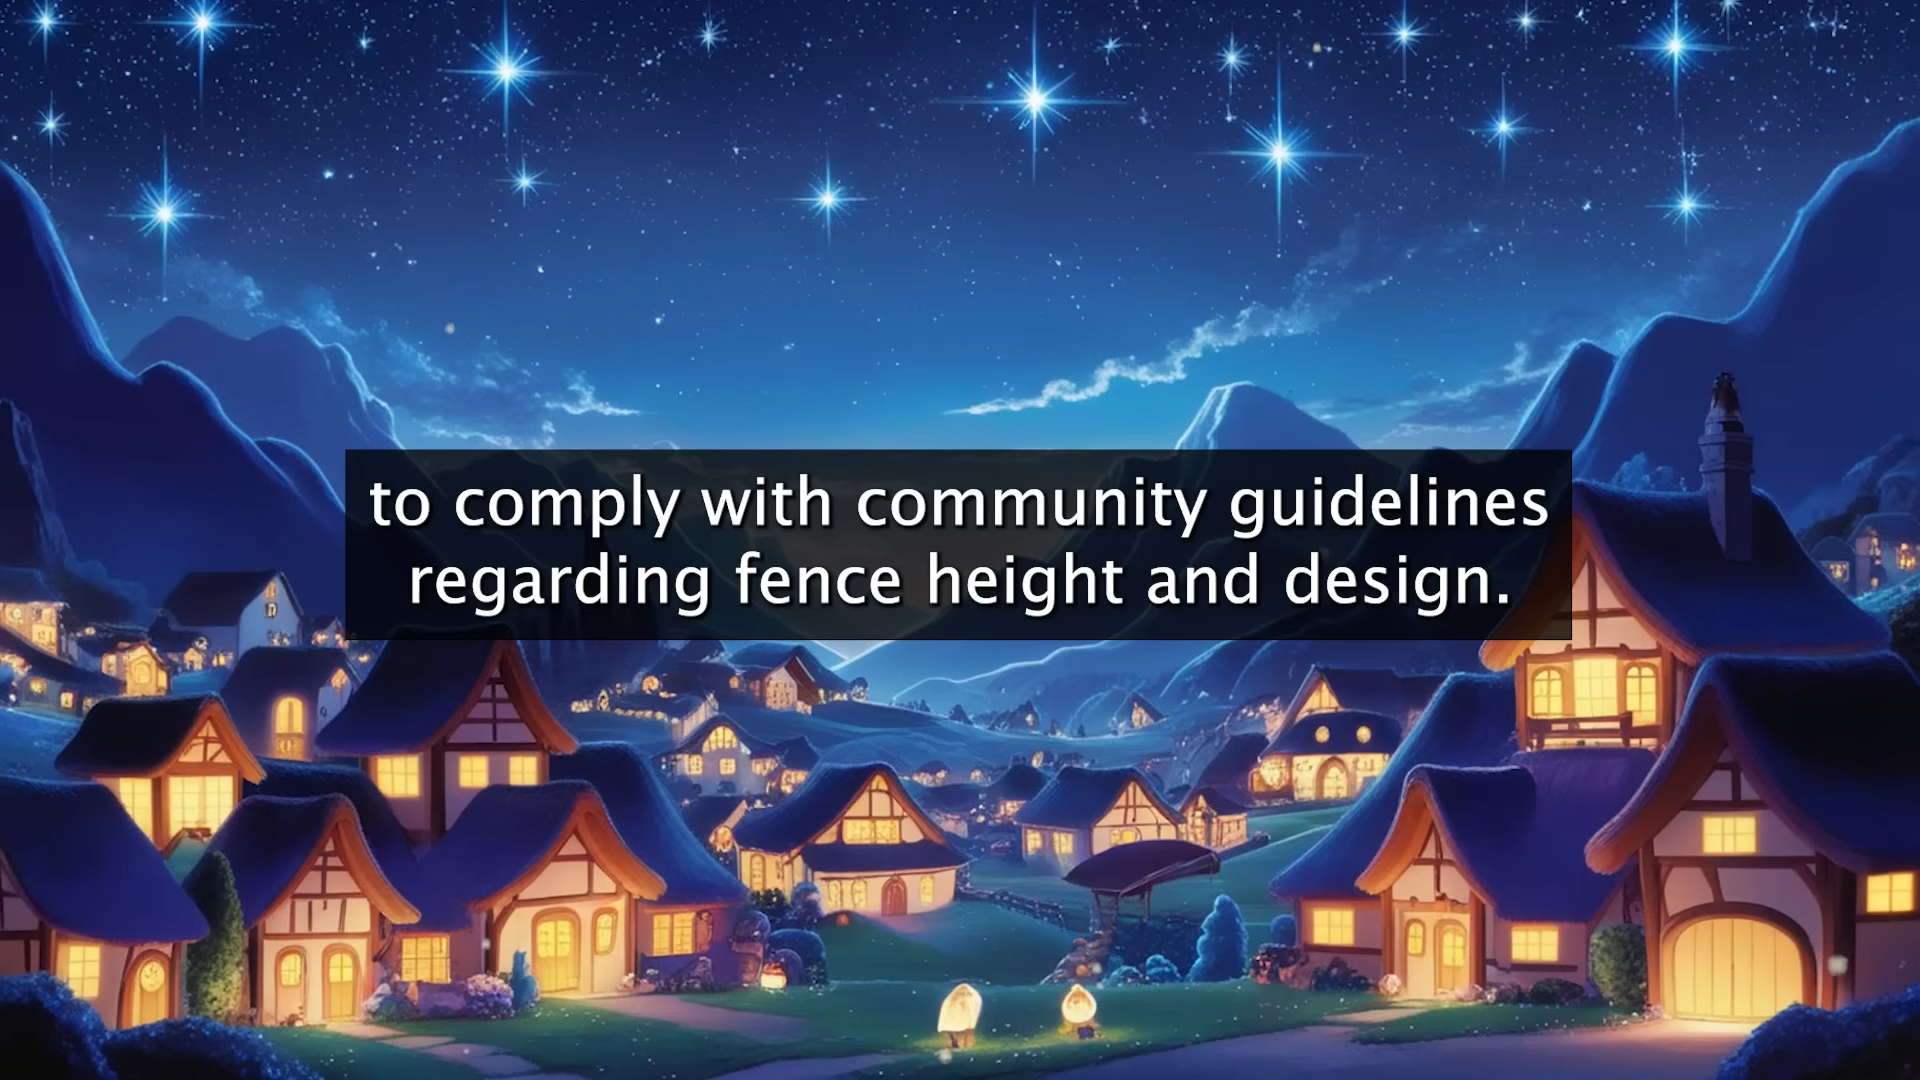 to comply with community guidelines
regarding fence height and design.